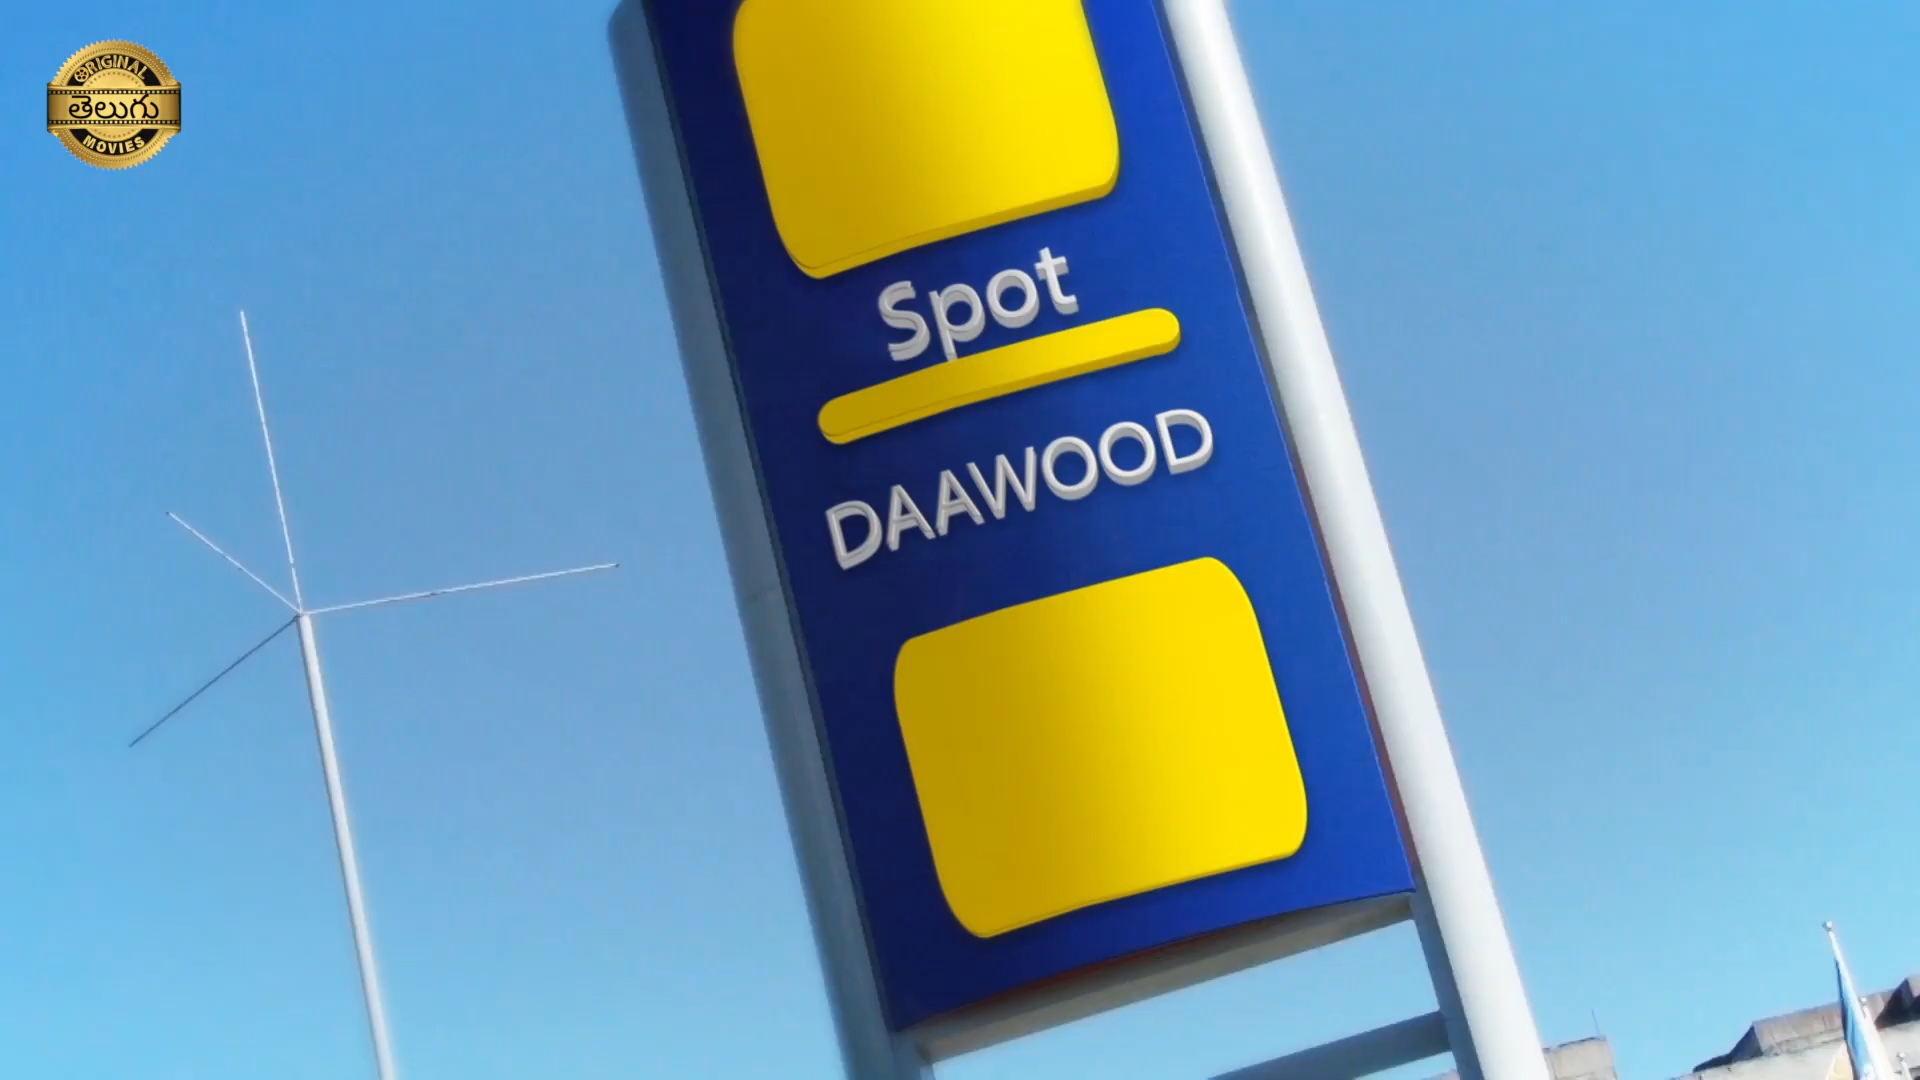 ORIGINAL
తెలుగు
MOVIES
Spot
DAAWOOD